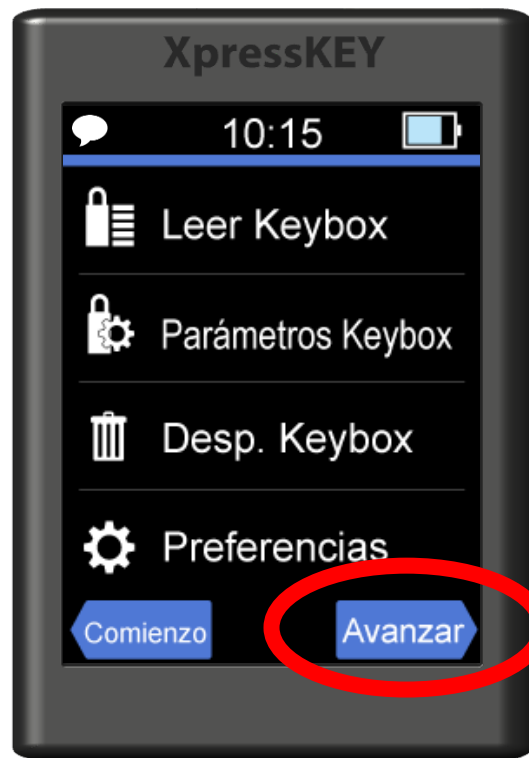 XpressKEY
10:15
Leer Keybox
Parámetros Keybox
Desp. Keybox
Preferencias
Comienzo Avanzar